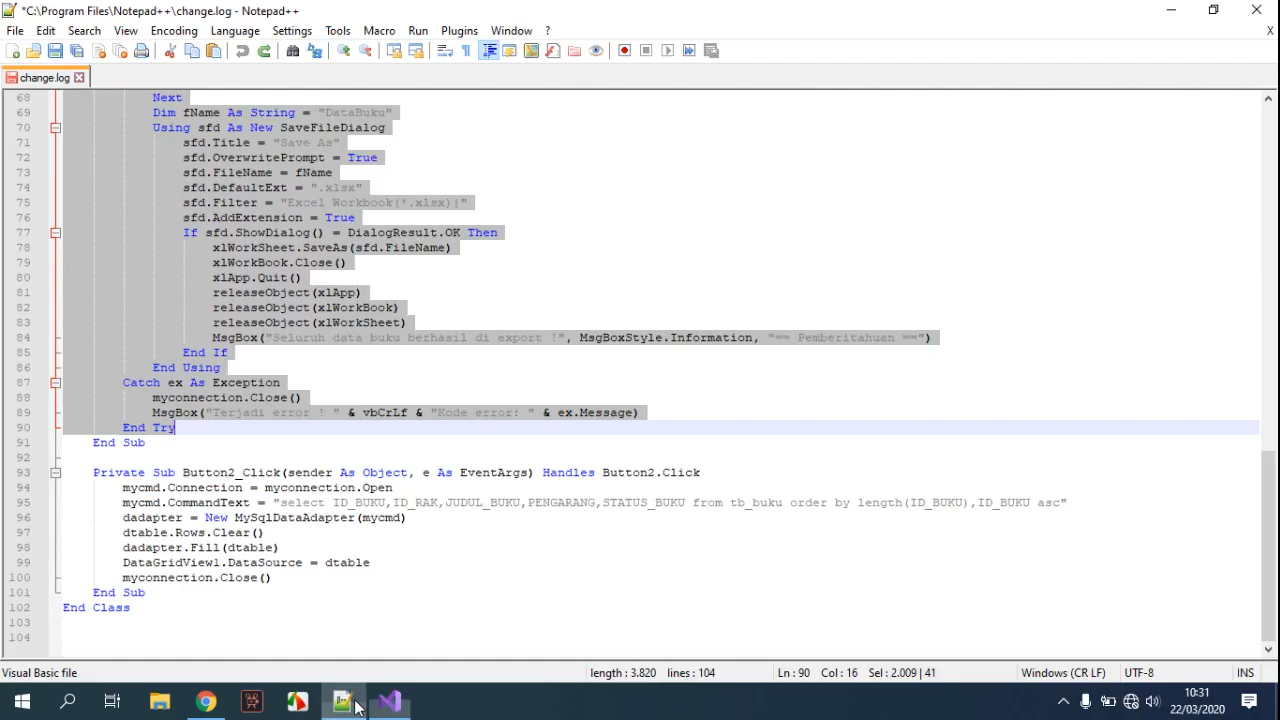 *C:\Program Files\Notepad++\change.log - Notepad++
File Edit Search View Encoding Language Settings Tools Macro Run Plugins Window ? X
change.log
68 Next
69 Dim fName As String = "DataBuku"
70 Using sfd As New SaveFileDialog
71 sfd.Title = "Save As"
72 sfd.OverwritePrompt = True
73 sfd.FileName = fName
74 sfd.DefaultExt = ".xlsx"
75 sfd.Filter = "Excel Workbook(*.xlsx)|"
76 sfd.AddExtension = True
77 If sfd.ShowDialog() = DialogResult.OK Then
78 xlWorkSheet.SaveAs(sfd.FileName)
79 xlWorkBook.Close()
80 xlApp.Quit()
81 releaseObject(xlApp)
82 releaseObject(xlWorkBook)
83 releaseObject(xlWorkSheet)
84 MsgBox("Seluruh data buku berhasil di export !", MsgBoxStyle.Information, "== Pemberitahuan ==")
85 End If
86 End Using
87 Catch ex As Exception
88 myconnection.Close()
89 MsgBox("Terjadi error ! " & vbCrLf & "Kode error: " & ex.Message)
90 End Try
91 End Sub
92
93 Private Sub Button2_Click(sender As Object, e As EventArgs) Handles Button2.Click
94 mycmd.Connection = myconnection.Open
95 mycmd.CommandText = "select ID_BUKU,ID_RAK,JUDUL_BUKU,PENGARANG,STATUS_BUKU from tb_buku order by length(ID_BUKU),ID_BUKU asc"
96 dadapter = New MySqlDataAdapter(mycmd)
97 dtable.Rows.Clear()
98 dadapter.Fill(dtable)
99 DataGridView1.DataSource = dtable
100 myconnection.Close()
101 End Sub
102 End Class
103
104
Visual Basic file length : 3.820 lines : 104 Ln : 90 Col : 16 Sel : 2.009 | 41 Windows (CR LF) UTF-8 INS
10:31
22/03/2020